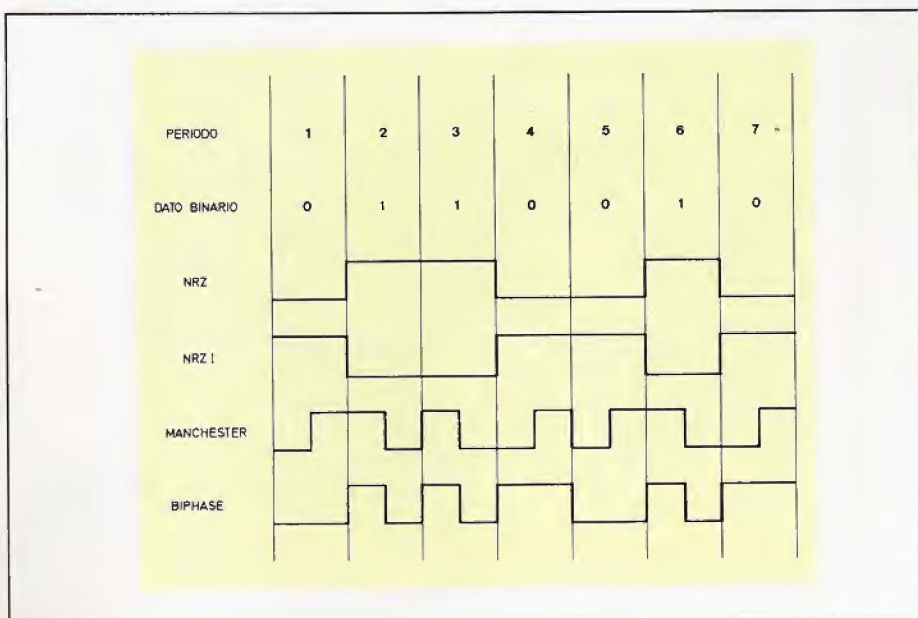 PERIODO 1 2 3 4 5 6 7
DATO BINARIO 0 1 1 0 0 1 0
NRZ
NRZ I
MANCHESTER
BIPHASE